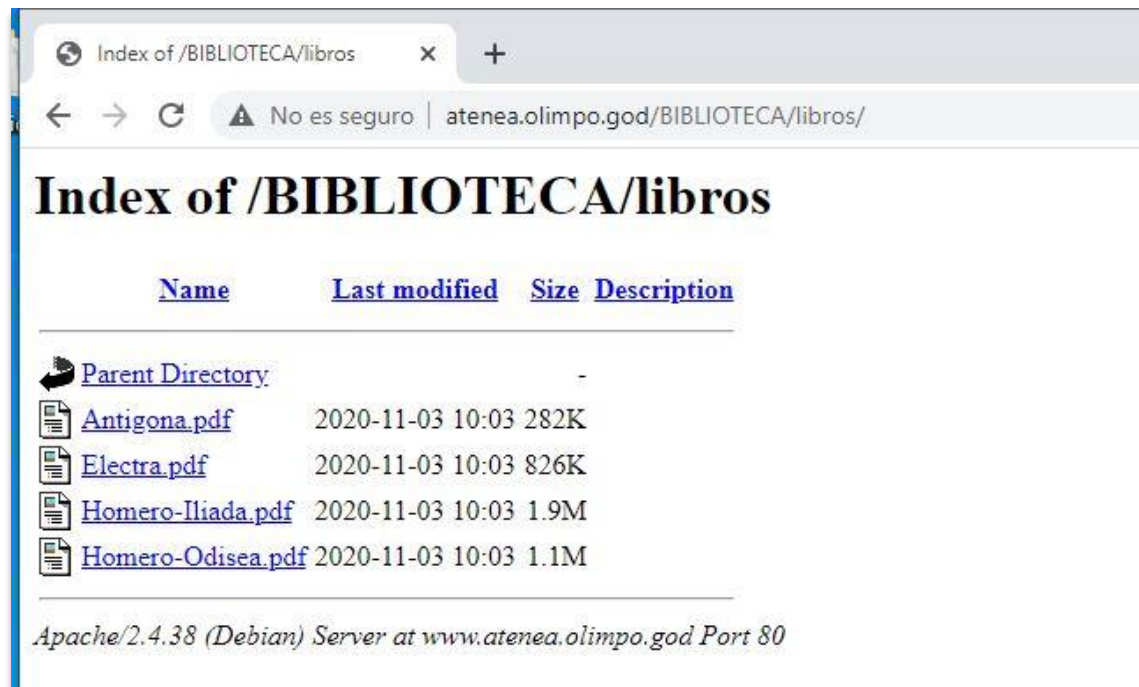 Index of /BIBLIOTECA/libros
No es seguro | atenea.olimpo.god/BIBLIOTECA/libros/
Index of /BIBLIOTECA/libros
Name Last modified Size Description
Parent Directory -
Antigona.pdf 2020-11-03 10:03 282K
Electra.pdf 2020-11-03 10:03 826K
Homero-Iliada.pdf 2020-11-03 10:03 1.9M
Homero-Odisea.pdf 2020-11-03 10:03 1.1M
Apache/2.4.38 (Debian) Server at www.atenea.olimpo.god Port 80